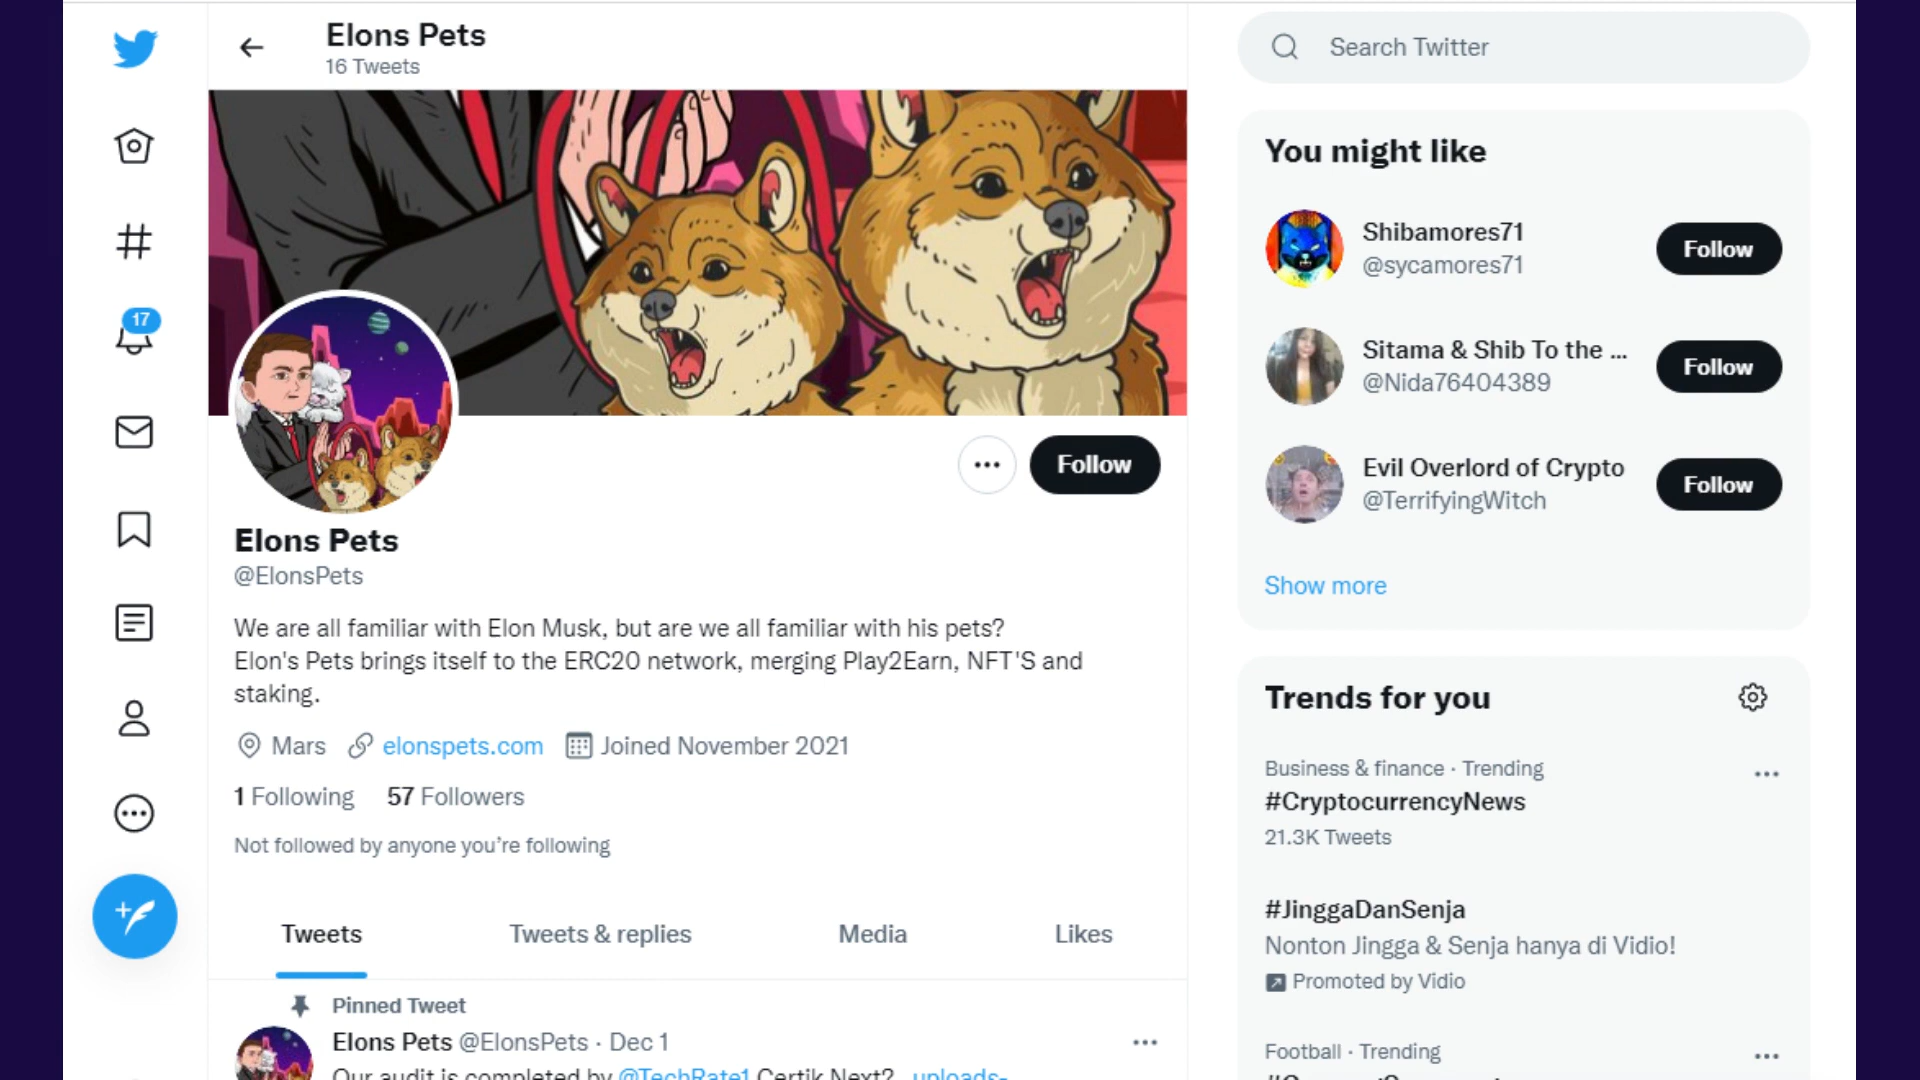 Elons Pets
16 Tweets
Search Twitter
You might like
Shibamores71
@sycamores71
Follow
17
Sitama & Shib To the ...
@Nida76404389
Follow
Evil Overlord of Crypto
@TerrifyingWitch
Follow
Show more
Follow
Elons Pets
@ElonsPets
We are all familiar with Elon Musk, but are we all familiar with his pets?
Elon's Pets brings itself to the ERC20 network, merging Play2Earn, NFT'S and
staking.
Mars elonspets.com Joined November 2021
1 Following 57 Followers
Not followed by anyone you’re following
Tweets Tweets & replies Media Likes
Pinned Tweet
Elons Pets @ElonsPets · Dec 1
Our audit is completed by @TechRate1 Certik Next? uploads-
Trends for you
Business & finance · Trending
#CryptocurrencyNews
21.3K Tweets
#JinggaDanSenja
Nonton Jingga & Senja hanya di Vidio!
Promoted by Vidio
Football · Trending